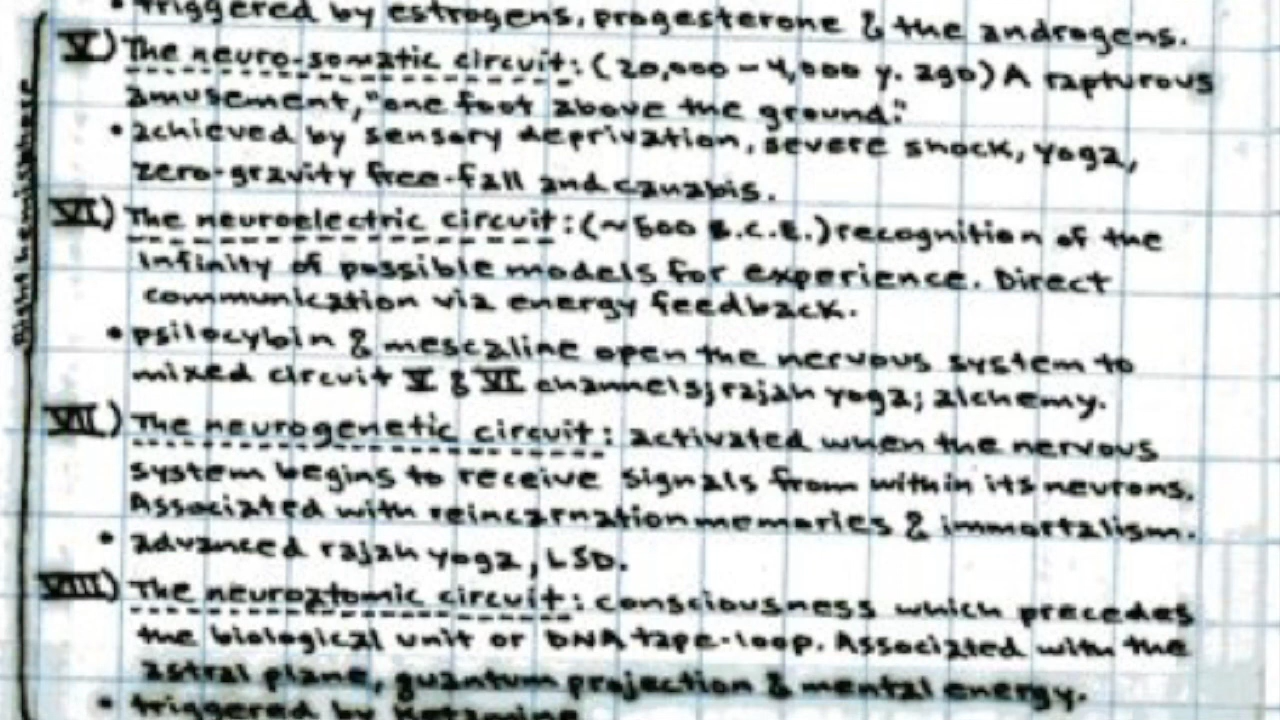 • triggered by estrogens, progesterone & the androgens.
V) The neuro-somatic circuit: (20,000 – 4,000 y. ago) A rapturous
amusement, "one foot above the ground."
• achieved by sensory deprivation, severe shock, yoga,
zero-gravity free-fall and canabis.
VI) The neuroelectric circuit: (~500 B.C.E.) recognition of the
infinity of possible models for experience. Direct
communication via energy feedback.
• psilocybin & mescaline open the nervous system to
mixed circuit V & VI channels; rajah yoga; alchemy.
VII) The neurogenetic circuit: activated when the nervous
system begins to receive signals from within its neurons.
Associated with reincarnation memories & immortalism.
• advanced rajah yoga, LSD.
VIII) The neuroatomic circuit: consciousness which precedes
the biological unit or DNA tape-loop. Associated with the
astral plane, quantum projection & mental energy.
• triggered by Ketamine
Right hemisphere